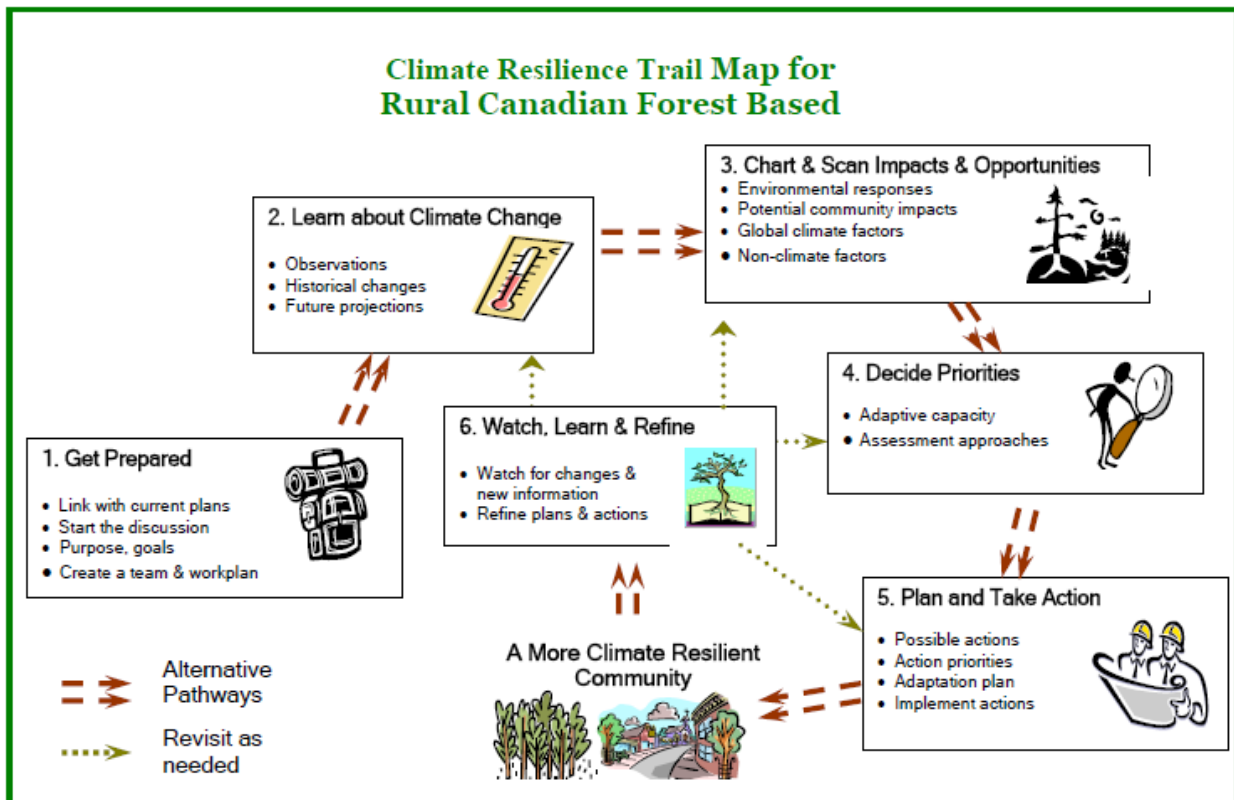 Climate Resilience Trail Map for
Rural Canadian Forest Based
1. Get Prepared
• Link with current plans
• Start the discussion
• Purpose, goals
• Create a team & workplan
2. Learn about Climate Change
• Observations
• Historical changes
• Future projections
3. Chart & Scan Impacts & Opportunities
• Environmental responses
• Potential community impacts
• Global climate factors
• Non-climate factors
4. Decide Priorities
• Adaptive capacity
• Assessment approaches
5. Plan and Take Action
• Possible actions
• Action priorities
• Adaptation plan
• Implement actions
6. Watch, Learn & Refine
• Watch for changes &
new information
• Refine plans & actions
A More Climate Resilient
Community
Alternative
Pathways
Revisit as
needed